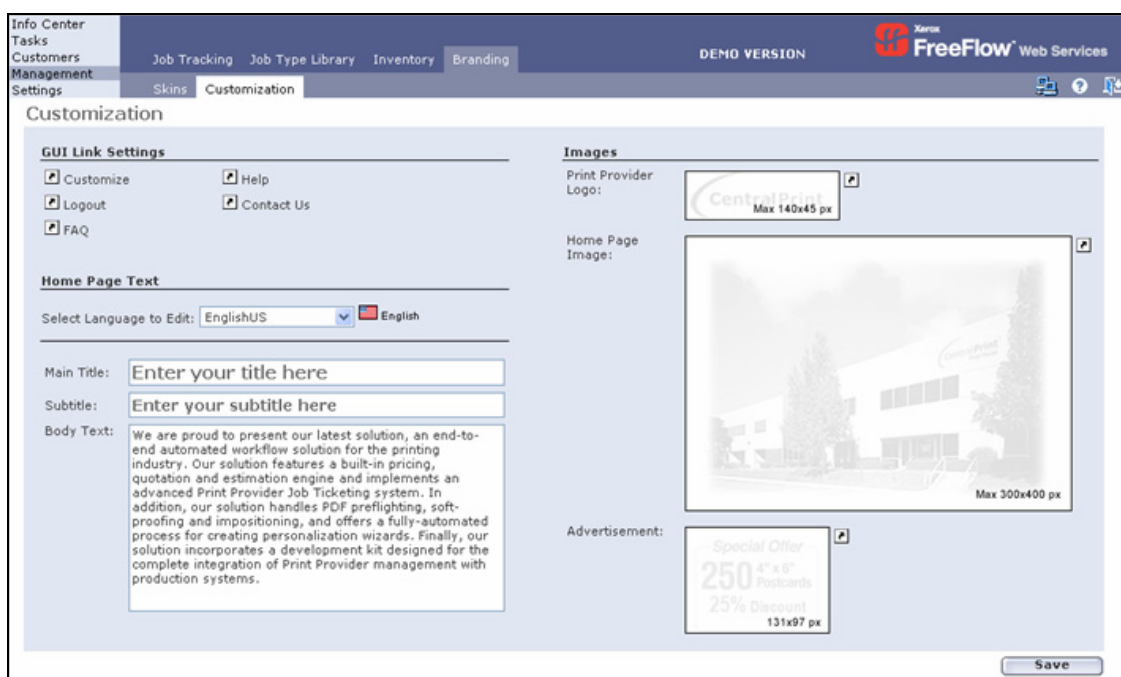 Info Center
Tasks
Customers
Management
Settings
Job Tracking Job Type Library Inventory Branding
DEMO VERSION
Xerox
FreeFlow™ Web Services
Skins Customization
Customization
GUI Link Settings
Customize Help
Logout Contact Us
FAQ
Home Page Text
Select Language to Edit: EnglishUS English
Main Title: Enter your title here
Subtitle: Enter your subtitle here
Body Text:
We are proud to present our latest solution, an end-to-
end automated workflow solution for the printing
industry. Our solution features a built-in pricing,
quotation and estimation engine and implements an
advanced Print Provider Job Ticketing system. In
addition, our solution handles PDF preflighting, soft-
proofing and impositioning, and offers a fully-automated
process for creating personalization wizards. Finally, our
solution incorporates a development kit designed for the
complete integration of Print Provider management with
production systems.
Images
Print Provider
Logo:
CentralPrint
Max 140x45 px
Home Page
Image:
CentralPrint
Max 300x400 px
Advertisement:
Special Offer
250 4" x 6"
Postcards
25% Discount
131x97 px
Save